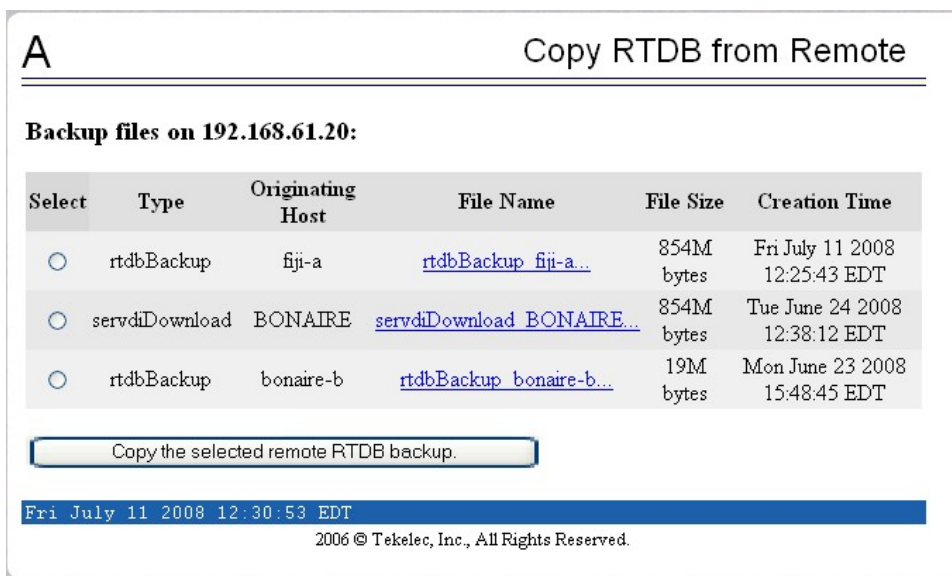 A
Copy RTDB from Remote
Backup files on 192.168.61.20:
Select Type Originating Host File Name File Size Creation Time
rtdbBackup fiji-a rtdbBackup_fiji-a... 854M bytes Fri July 11 2008 12:25:43 EDT
servdiDownload BONAIRE servdiDownload_BONAIRE... 854M bytes Tue June 24 2008 12:38:12 EDT
rtdbBackup bonaire-b rtdbBackup_bonaire-b... 19M bytes Mon June 23 2008 15:48:45 EDT
Copy the selected remote RTDB backup.
Fri July 11 2008 12:30:53 EDT
2006 © Tekelec, Inc., All Rights Reserved.